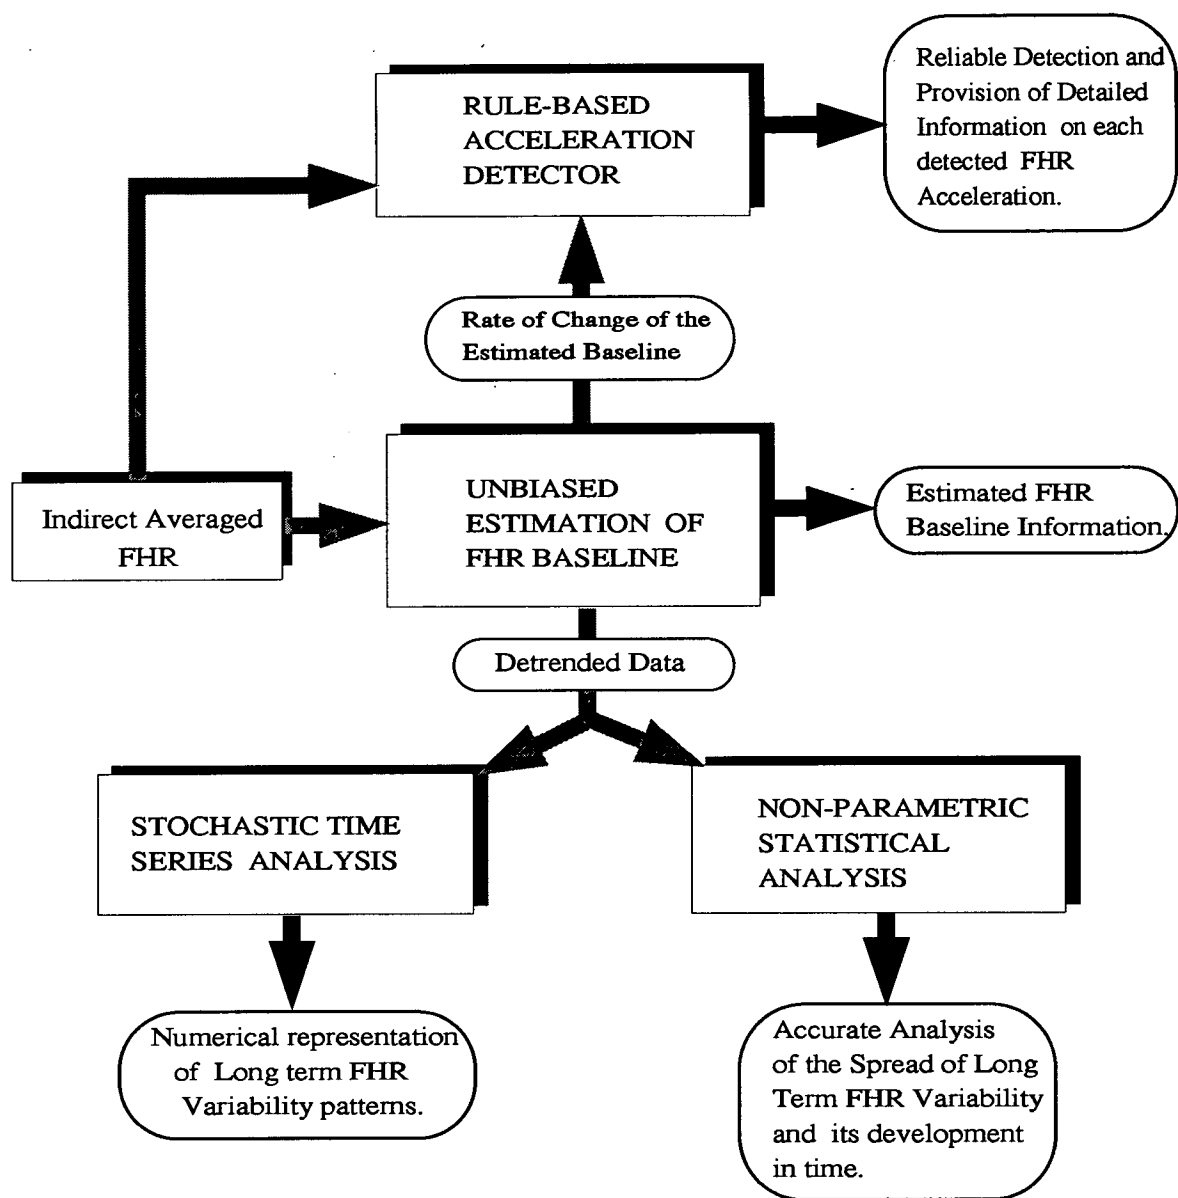 RULE-BASED
ACCELERATION
DETECTOR
Reliable Detection and
Provision of Detailed
Information on each
detected FHR
Acceleration.
Rate of Change of the
Estimated Baseline
Indirect Averaged
FHR
UNBIASED
ESTIMATION OF
FHR BASELINE
Estimated FHR
Baseline Information.
Detrended Data
STOCHASTIC TIME
SERIES ANALYSIS
NON-PARAMETRIC
STATISTICAL
ANALYSIS
Numerical representation
of Long term FHR
Variability patterns.
Accurate Analysis
of the Spread of Long
Term FHR Variability
and its development
in time.